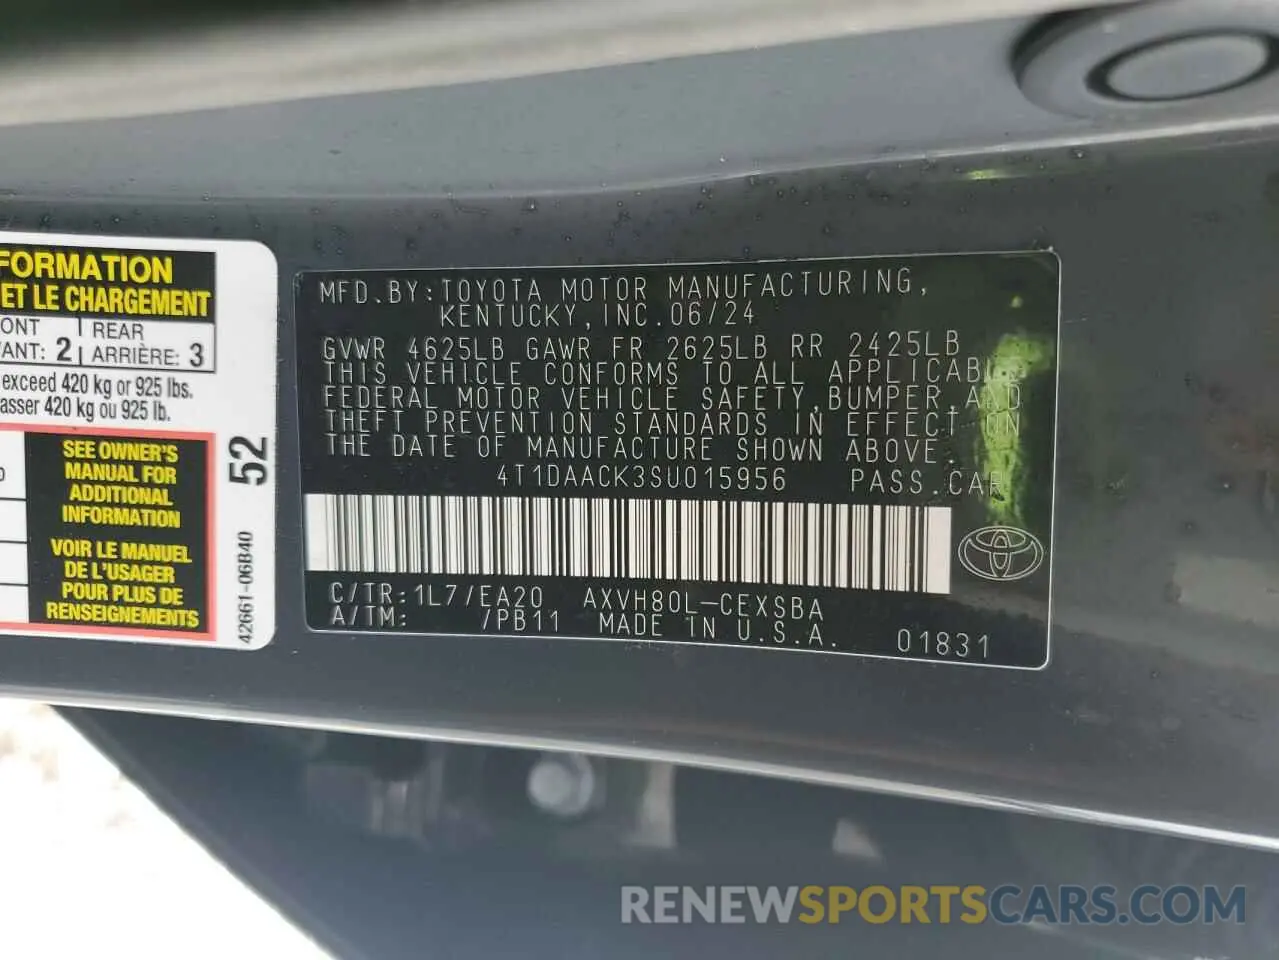 FORMATION
ET LE CHARGEMENT
ONT REAR
ANT: 2 ARRIÈRE: 3
exceed 420 kg or 925 lbs.
asser 420 kg ou 925 lb.
SEE OWNER'S
MANUAL FOR
ADDITIONAL
INFORMATION
VOIR LE MANUEL
DE L'USAGER
POUR PLUS DE
RENSEIGNEMENTS
52
42661-06B40
MFD.BY:TOYOTA MOTOR MANUFACTURING,
KENTUCKY,INC.06/24
GVWR 4625LB GAWR FR 2625LB RR 2425LB
THIS VEHICLE CONFORMS TO ALL APPLICABLE
FEDERAL MOTOR VEHICLE SAFETY,BUMPER,AND
THEFT PREVENTION STANDARDS IN EFFECT ON
THE DATE OF MANUFACTURE SHOWN ABOVE.
4T1DAACK3SU015956 PASS.CAR
C/TR:1L7/EA20 AXVH80L-CEXSBA
A/TM: /PB11 MADE IN U.S.A. 01831
RENEWSPORTSCARS.COM